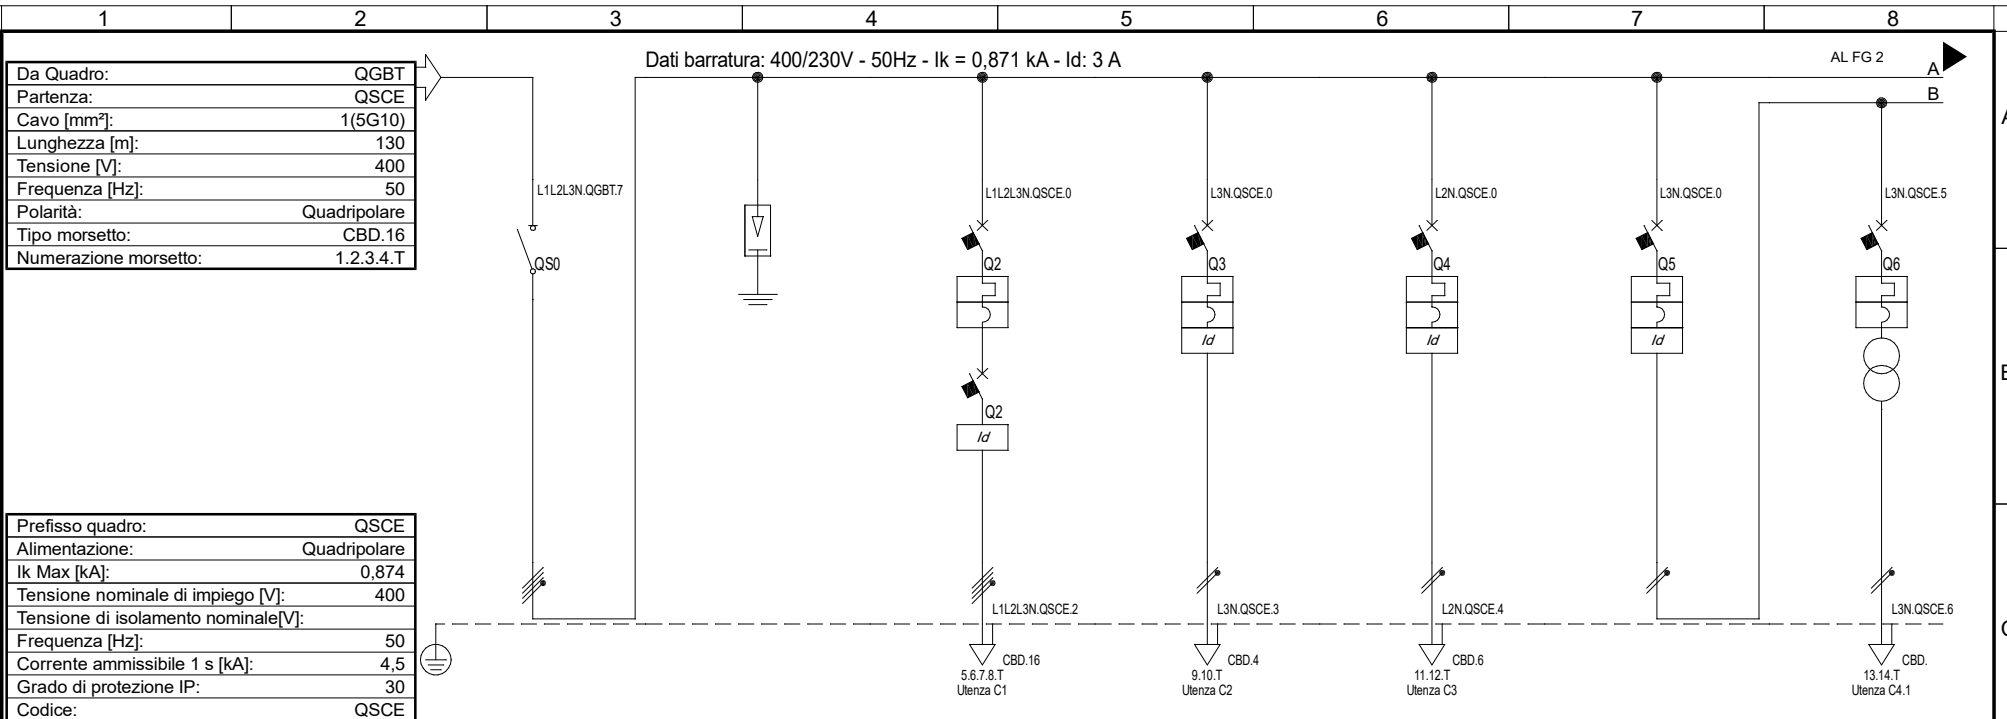 1 2 3 4 5 6 7 8
Dati barratura: 400/230V - 50Hz - Ik = 0,871 kA - Id: 3 A
AL FG 2
A
B
Da Quadro: QGBT
Partenza: QSCE
Cavo [mm²]: 1(5G10)
Lunghezza [m]: 130
Tensione [V]: 400
Frequenza [Hz]: 50
Polarità: Quadripolare
Tipo morsetto: CBD.16
Numerazione morsetto: 1.2.3.4.T
L1L2L3N.QGBT.7
L1L2L3N.QSCE.0
L3N.QSCE.0
L2N.QSCE.0
L3N.QSCE.0
L3N.QSCE.5
QS0
Q2
Q3
Q4
Q5
Q6
Id
Id
Id
Q2
Id
Prefisso quadro: QSCE
Alimentazione: Quadripolare
Ik Max [kA]: 0,874
Tensione nominale di impiego [V]: 400
Tensione di isolamento nominale[V]:
Frequenza [Hz]: 50
Corrente ammissibile 1 s [kA]: 4,5
Grado di protezione IP: 30
Codice: QSCE
L1L2L3N.QSCE.2
L3N.QSCE.3
L2N.QSCE.4
L3N.QSCE.6
CBD.16
5.6.7.8.T
Utenza C1
CBD.4
9.10.T
Utenza C2
CBD.6
11.12.T
Utenza C3
CBD.
13.14.T
Utenza C4.1